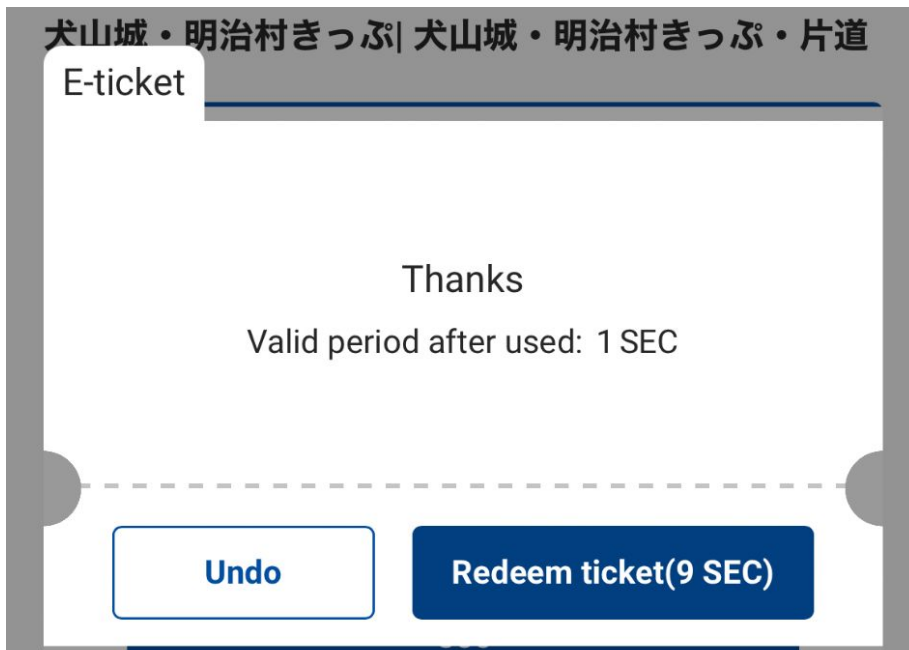 犬山城・明治村きっぷ| 犬山城・明治村きっぷ・片道
E-ticket
Thanks
Valid period after used: 1 SEC
Undo
Redeem ticket(9 SEC)